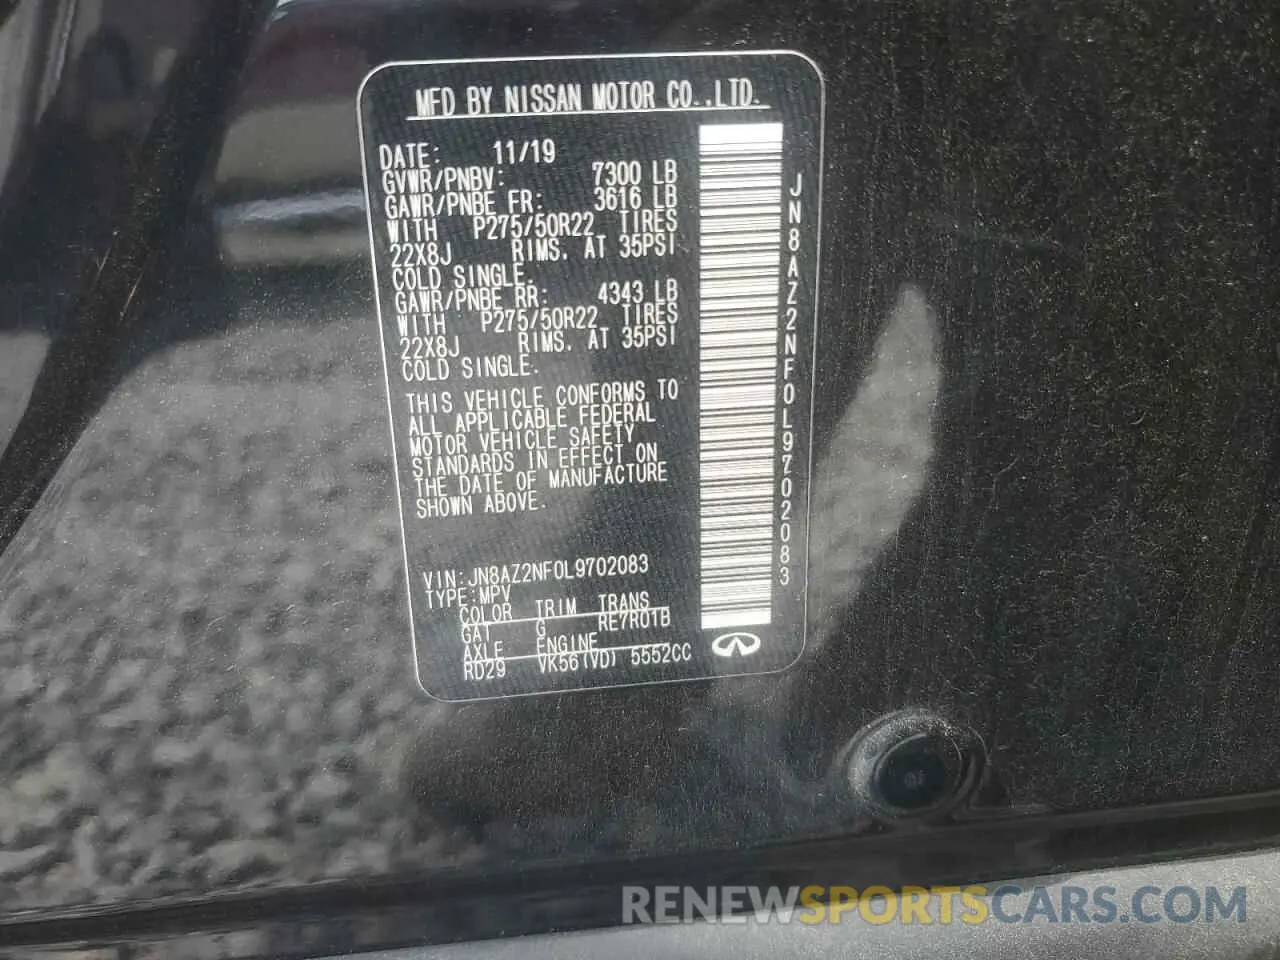 MFD BY NISSAN MOTOR CO.,LTD.
DATE: 11/19
GVWR/PNBV: 7300 LB
GAWR/PNBE FR: 3616 LB
WITH P275/50R22 TIRES
22X8J RIMS. AT 35PSI
COLD SINGLE.
GAWR/PNBE RR: 4343 LB
WITH P275/50R22 TIRES
22X8J RIMS. AT 35PSI
COLD SINGLE.
THIS VEHICLE CONFORMS TO
ALL APPLICABLE FEDERAL
MOTOR VEHICLE SAFETY
STANDARDS IN EFFECT ON
THE DATE OF MANUFACTURE
SHOWN ABOVE.
VIN:JN8AZ2NF0L9702083
TYPE:MPV
COLOR TRIM TRANS
GAT G RE7R01B
AXLE ENGINE
RD29 VK56(VD) 5552CC
JN8AZ2NF0L9702083
RENEWSPORTSCARS.COM